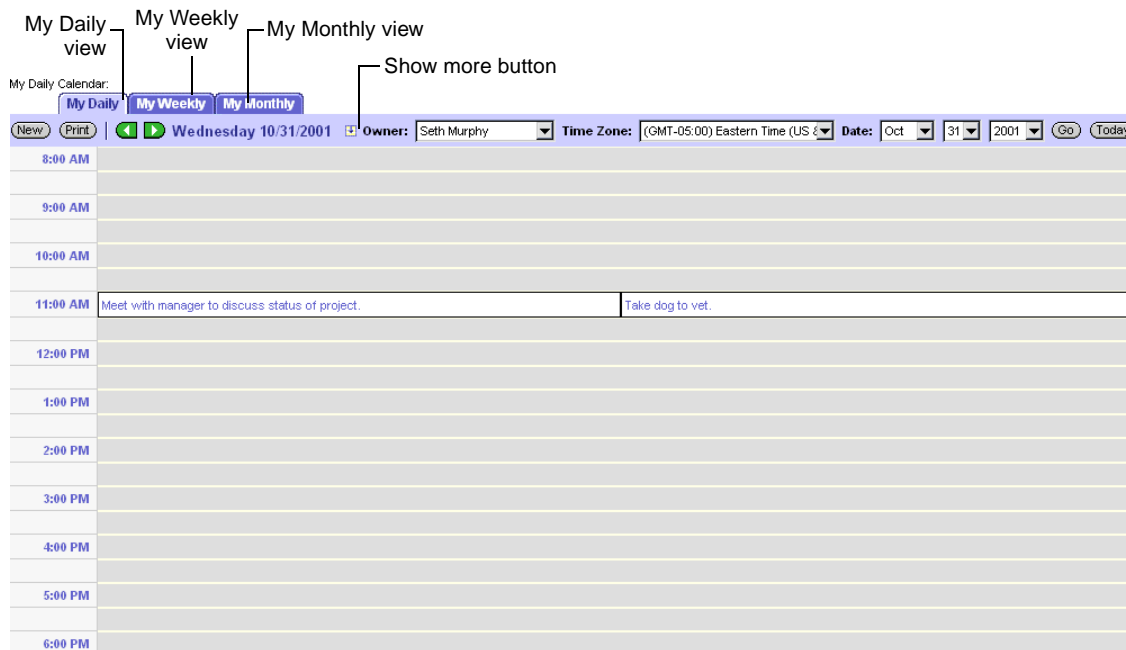 My Daily
view
My Weekly
view
My Monthly view
Show more button
My Daily Calendar:
My Daily My Weekly My Monthly
New Print | Wednesday 10/31/2001 Owner: Seth Murphy Time Zone: (GMT-05:00) Eastern Time (US & Date: Oct 31 2001 Go Today
8:00 AM
9:00 AM
10:00 AM
11:00 AM Meet with manager to discuss status of project. Take dog to vet.
12:00 PM
1:00 PM
2:00 PM
3:00 PM
4:00 PM
5:00 PM
6:00 PM